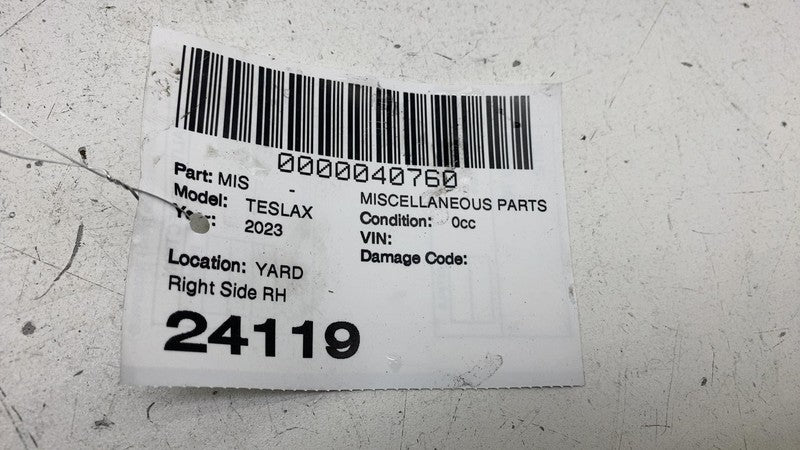 0000040760
Part: MIS - MISCELLANEOUS PARTS
Model: TESLAX Condition: 0cc
Year: 2023 VIN:
Damage Code:
Location: YARD
Right Side RH
24119